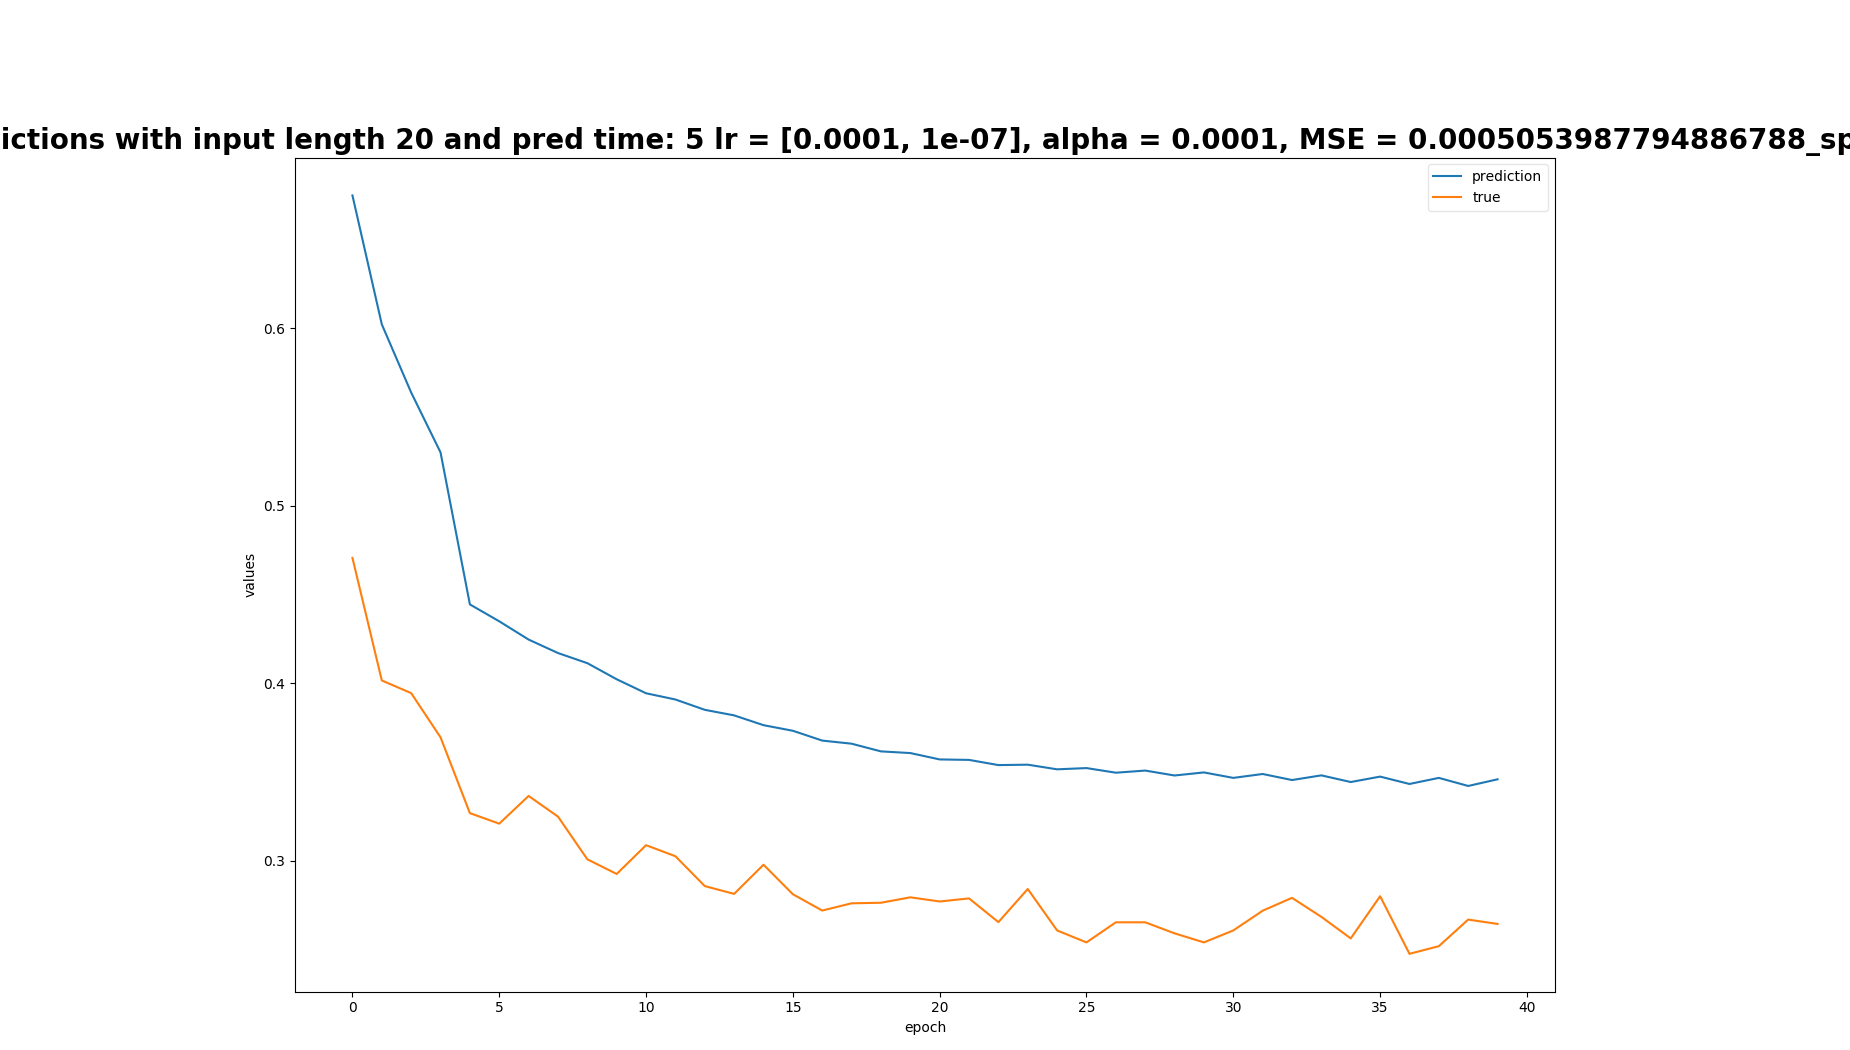 ictions with input length 20 and pred time: 5 lr = [0.0001, 1e-07], alpha = 0.0001, MSE = 0.0005053987794886788_sp
prediction
true
0.6
0.5
0.4
0.3
values
0 5 10 15 20 25 30 35 40
epoch